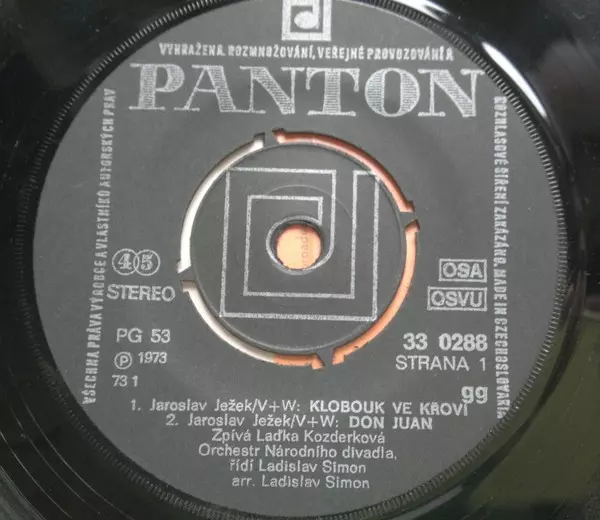 VYHRAŽENA. ROZMNOŽOVÁNÍ, VEŘEJNÉ PROVOZOVÁNÍ A
PANTON
VŠECHNA PRÁVA VÝROBCE A VLASTNÍKŮ AUTORSKÝCH PRÁV
ROZHLASOVÉ ŠÍŘENÍ ZAKÁZÁNO. MADE IN CZECHOSLOVAKIA
45
STEREO
OSA
OSVU
PG 53
33 0288
Ⓟ 1973
STRANA 1
73 1
gg
1. Jaroslav Ježek/V+W: KLOBOUK VE KŘOVÍ
2. Jaroslav Ježek/V+W: DON JUAN
Zpívá Laďka Kozderková
Orchestr Národního divadla,
řídí Ladislav Simon
arr. Ladislav Simon